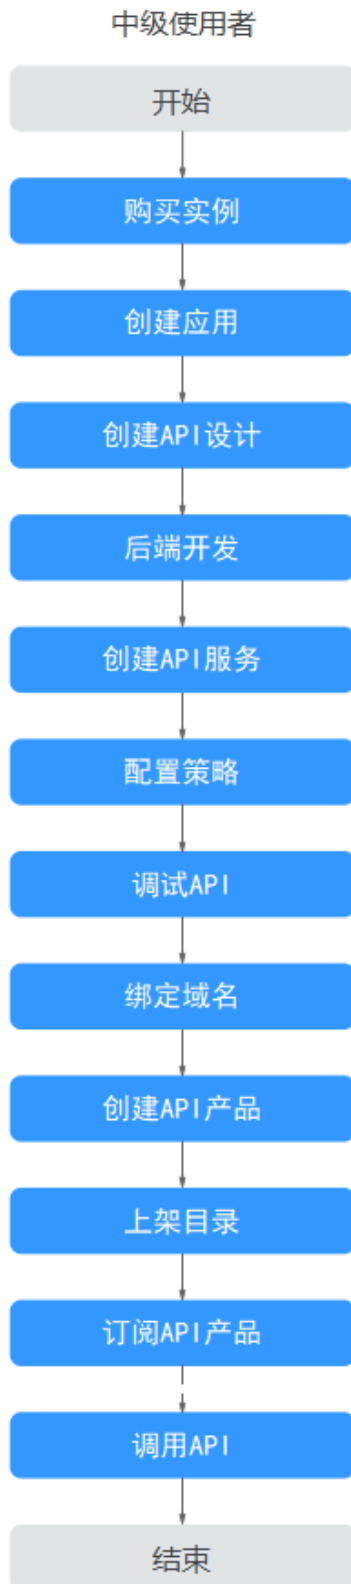 中级使用者
开始
购买实例
创建应用
创建API设计
后端开发
创建API服务
配置策略
调试API
绑定域名
创建API产品
上架目录
订阅API产品
调用API
结束